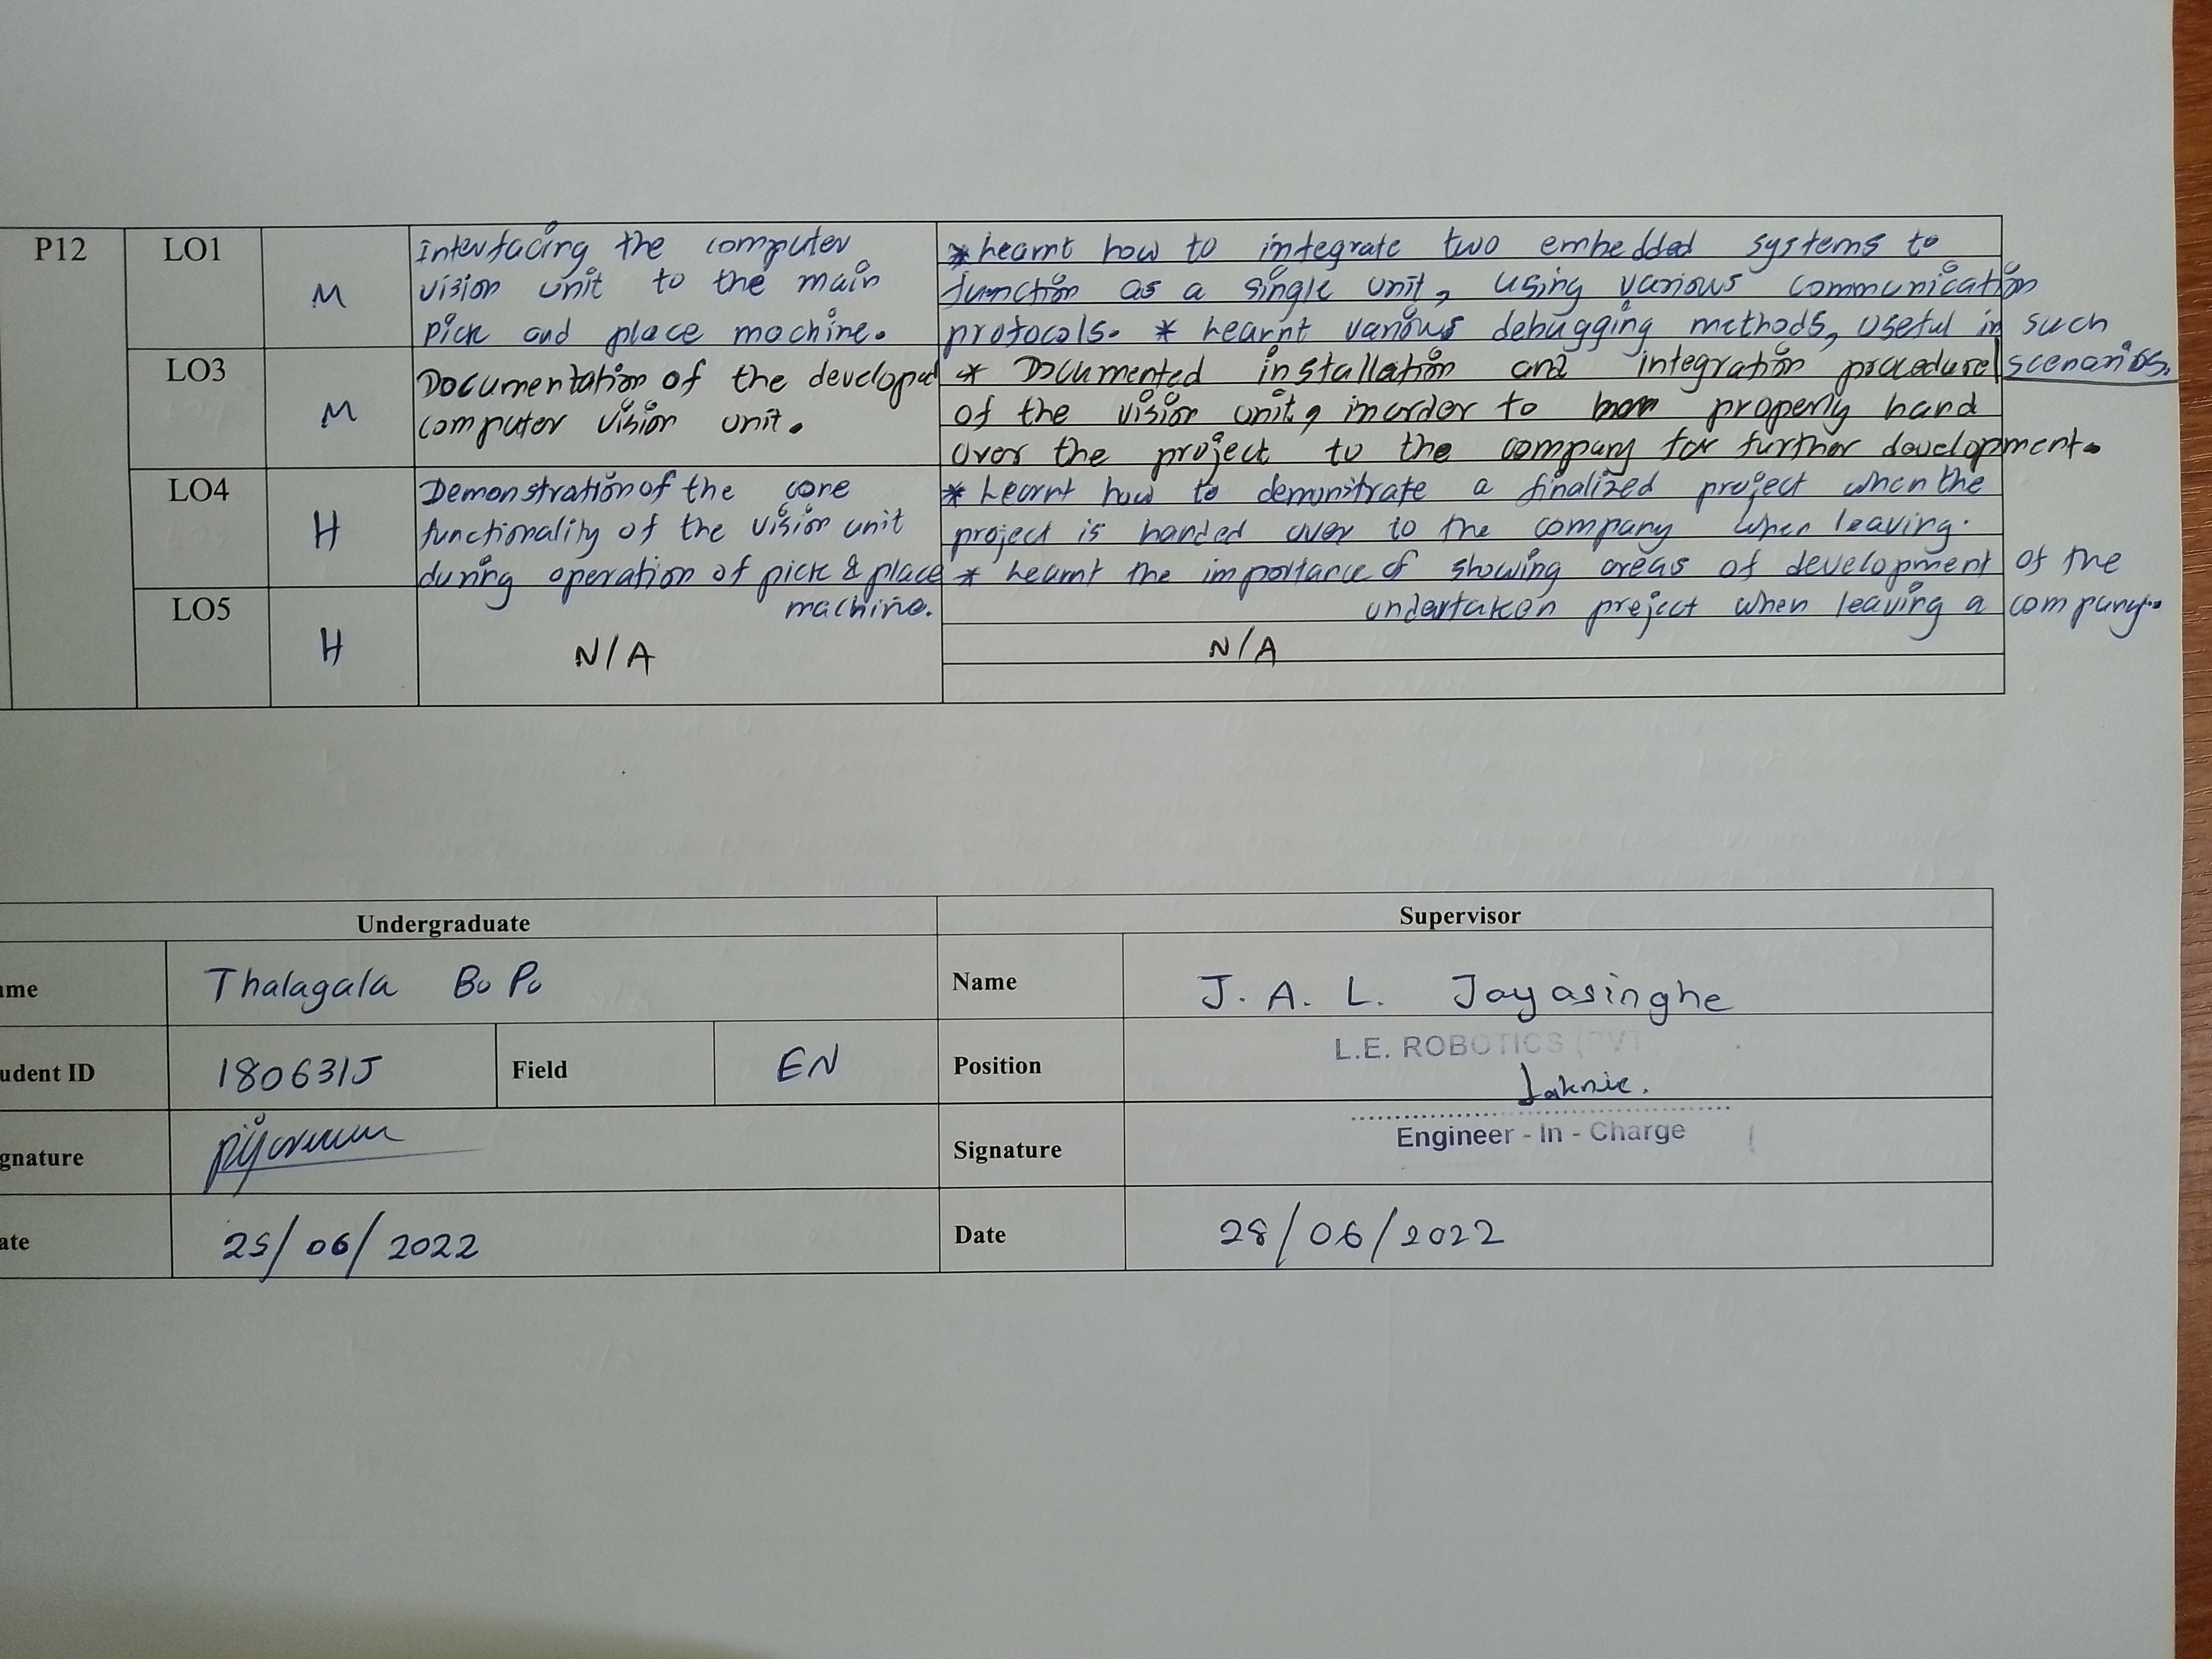 P12 LO1 M Interfacing the computer vision unit to the main pick and place machine.
* Learnt how to integrate two embedded systems to
function as a single unit, using various communication
protocols. * Learnt various debugging methods, useful in such
scenarios.
LO3 M Documentation of the developed
computer vision unit.
* Documented installation and integration procedure
of the vision unit, inorder to properly hand
over the project to the company for further development.
LO4 H Demonstration of the core
functionality of the vision unit
during operation of pick & place
machine.
* Learnt how to demonstrate a finalized project when the
project is handed over to the company when leaving.
* Learnt the importance of showing areas of development of the
undertaken project when leaving a company.
LO5 H N/A N/A
Undergraduate Supervisor
ame Thalagala B. P. Name J. A. L. Jayasinghe
udent ID 180631J Field EN Position L.E. ROBOTICS (PVT
gnature Signature
Engineer - In - Charge
ate 25/06/2022 Date 28/06/2022